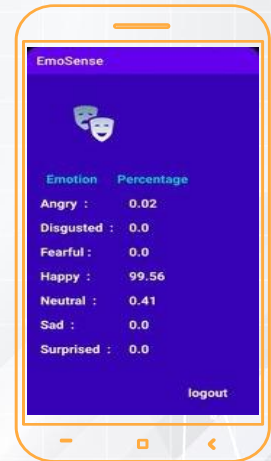 EmoSense
Emotion Percentage
Angry : 0.02
Disgusted : 0.0
Fearful : 0.0
Happy : 99.56
Neutral : 0.41
Sad : 0.0
Surprised : 0.0
logout